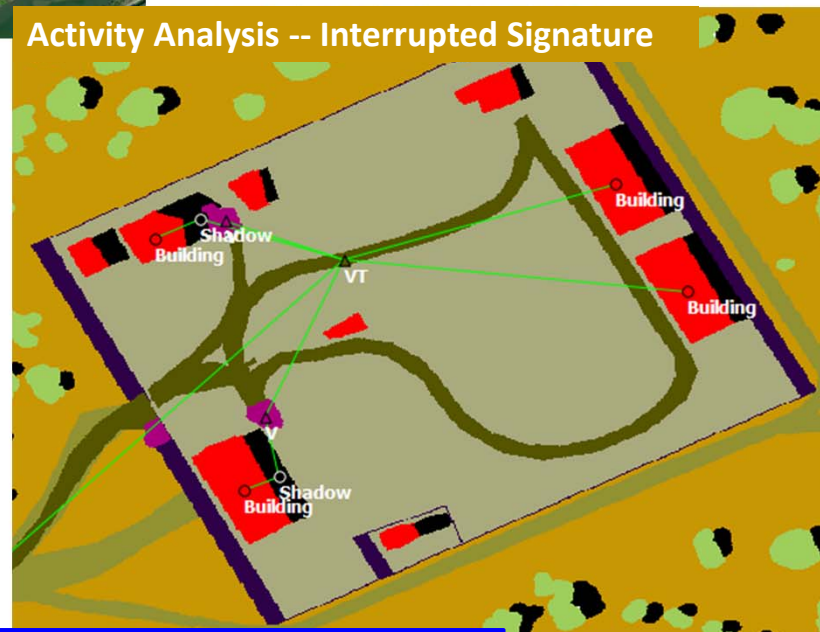 Activity Analysis -- Interrupted Signature
Building
Shadow
V
Building
VT
Building
V
Shadow
Building